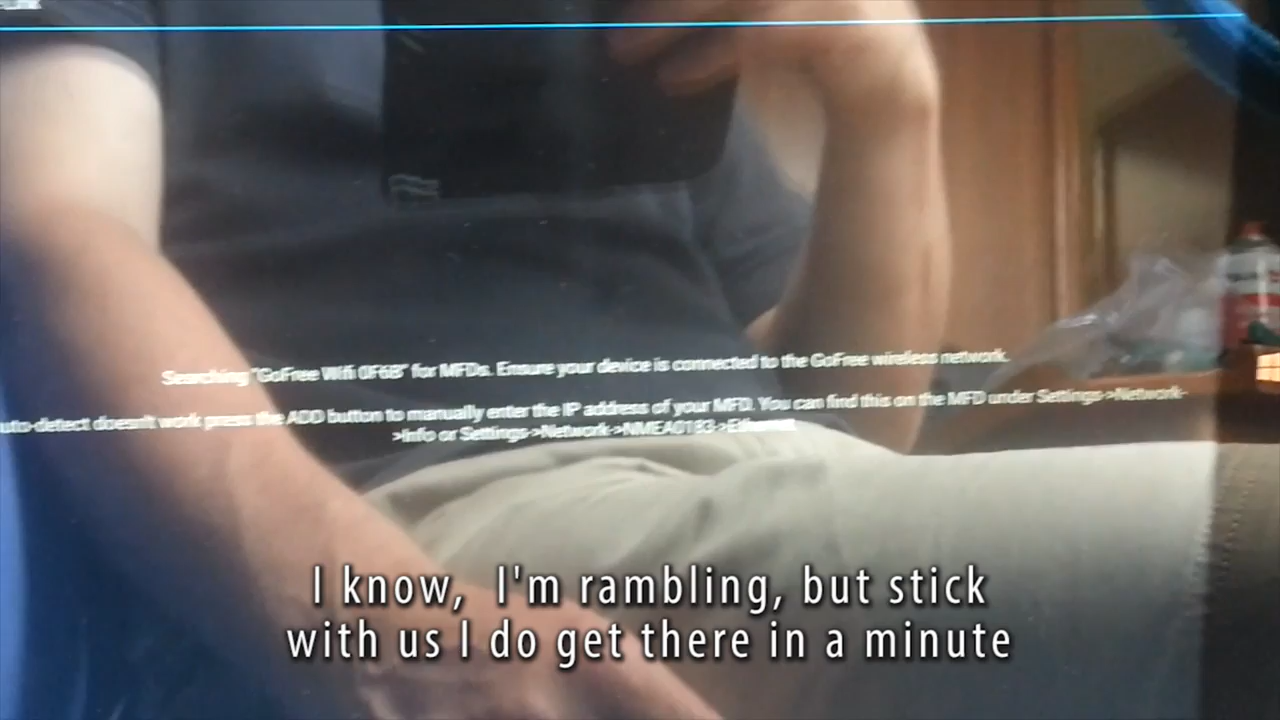 Searching "GoFree Wifi 0F6B" for MFDs. Ensure your device is connected to the GoFree wireless network.
uto-detect doesn't work press the ADD button to manually enter the IP address of your MFD. You can find this on the MFD under Settings->Network-
>Info or Settings->Network->NMEA0183->Ethernet
I know, I'm rambling, but stick
with us I do get there in a minute